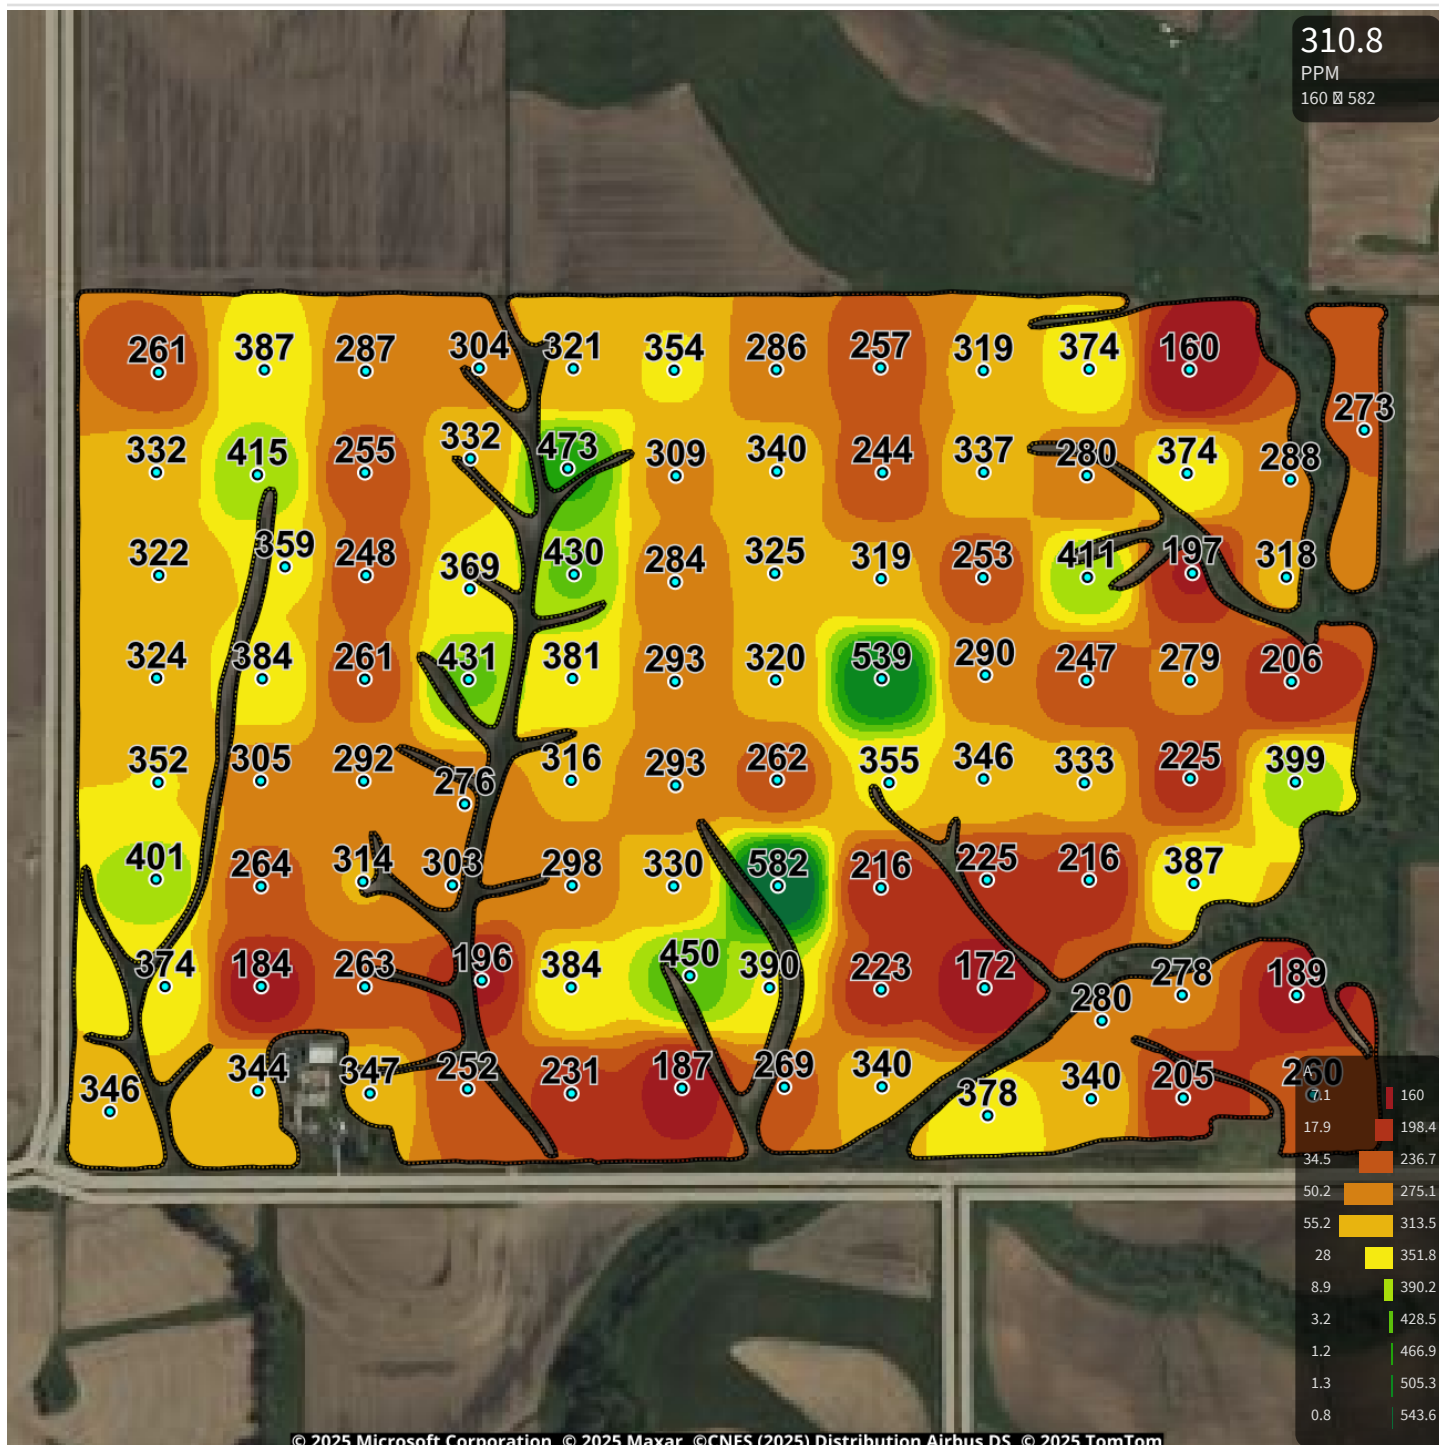 310.8
PPM
160 582
261 387 287 304 321 354 286 257 319 374 160
273
332 415 255 332 473 309 340 244 337 280 374 288
322 359 248 369 430 284 325 319 253 411 197 318
324 384 261 431 381 293 320 539 290 247 279 206
352 305 292 276 316 293 262 355 346 333 225 399
401 264 314 303 298 330 582 216 225 216 387
374 184 263 196 384 450 390 223 172 280 278 189
346 344 347 252 231 187 269 340 378 340 205 260
A
7.1 160
17.9 198.4
34.5 236.7
50.2 275.1
55.2 313.5
28 351.8
8.9 390.2
3.2 428.5
1.2 466.9
1.3 505.3
0.8 543.6
© 2025 Microsoft Corporation, © 2025 Maxar, ©CNES (2025) Distribution Airbus DS, © 2025 TomTom